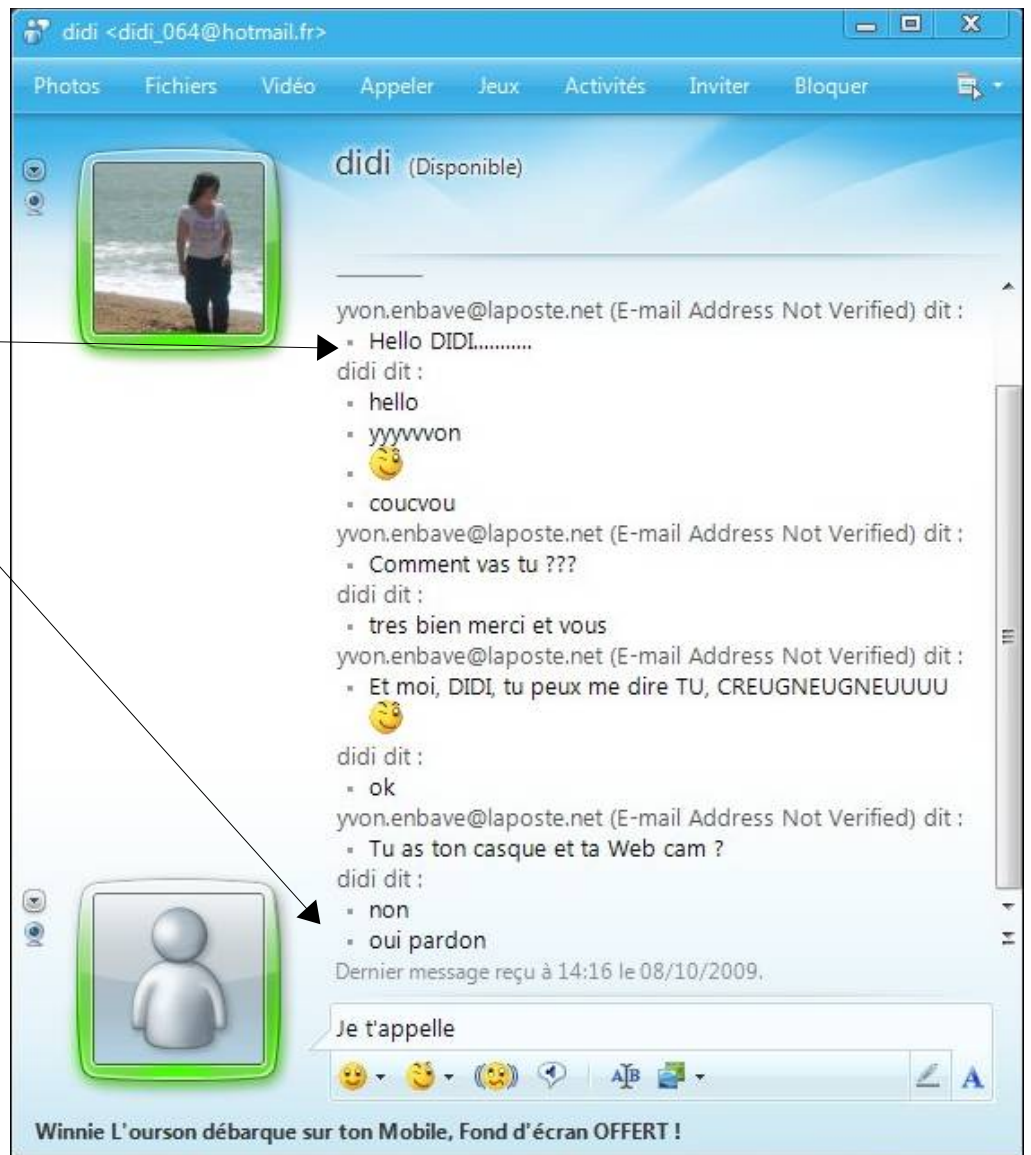 didi <didi_064@hotmail.fr>
Photos Fichiers Vidéo Appeler Jeux Activités Inviter Bloquer
didi (Disponible)
yvon.enbave@laposte.net (E-mail Address Not Verified) dit :
Hello DIDI...........
didi dit :
hello
yyyvvvon
coucvou
yvon.enbave@laposte.net (E-mail Address Not Verified) dit :
Comment vas tu ???
didi dit :
tres bien merci et vous
yvon.enbave@laposte.net (E-mail Address Not Verified) dit :
Et moi, DIDI, tu peux me dire TU, CREUGNEUGNEUUUU
didi dit :
ok
yvon.enbave@laposte.net (E-mail Address Not Verified) dit :
Tu as ton casque et ta Web cam ?
didi dit :
non
oui pardon
Dernier message reçu à 14:16 le 08/10/2009.
Je t'appelle
Winnie L'ourson débarque sur ton Mobile, Fond d'écran OFFERT !